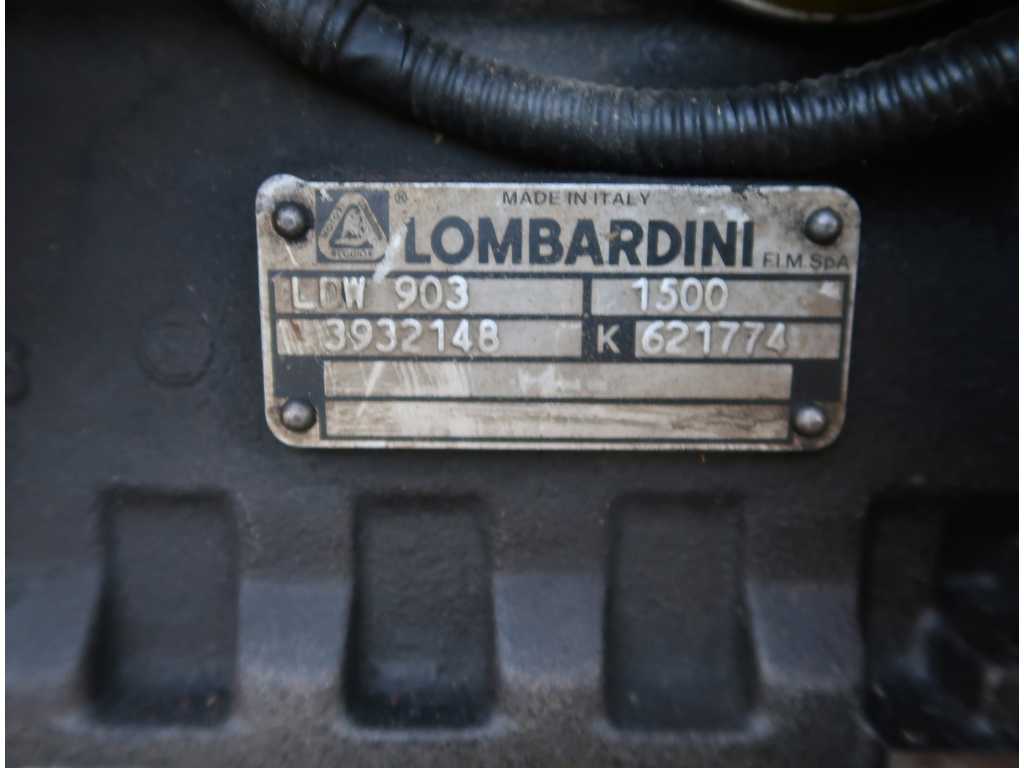 MADE IN ITALY
® LOMBARDINI F.I.M. SpA
LDW 903 1500
3932148 K 621774